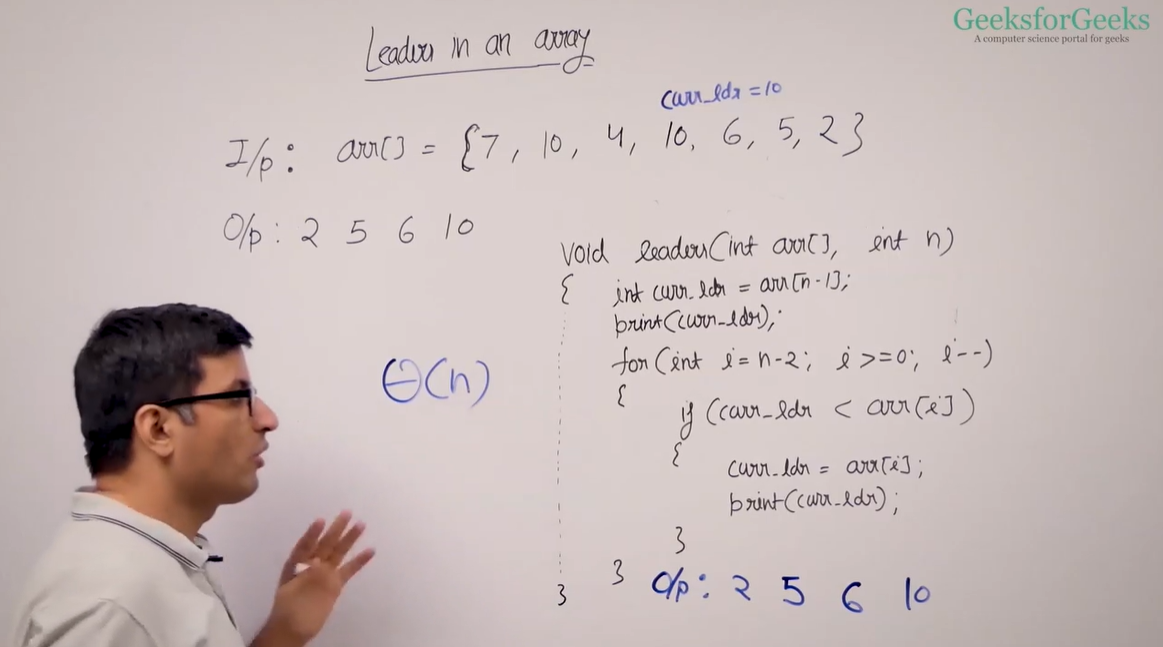 GeeksforGeeks
A computer science portal for geeks
Leaders in an array
curr_ldr = 10
I/p : arr[] = {7, 10, 4, 10, 6, 5, 2}
O/p : 2 5 6 10
void leaders(int arr[], int n)
{ int curr_ldr = arr[n-1];
print(curr_ldr);
for (int i = n-2; i >= 0; i--)
{
if (curr_ldr < arr[i])
{
curr_ldr = arr[i];
print(curr_ldr);
}
}
}
Θ(n)
O/p : 2 5 6 10